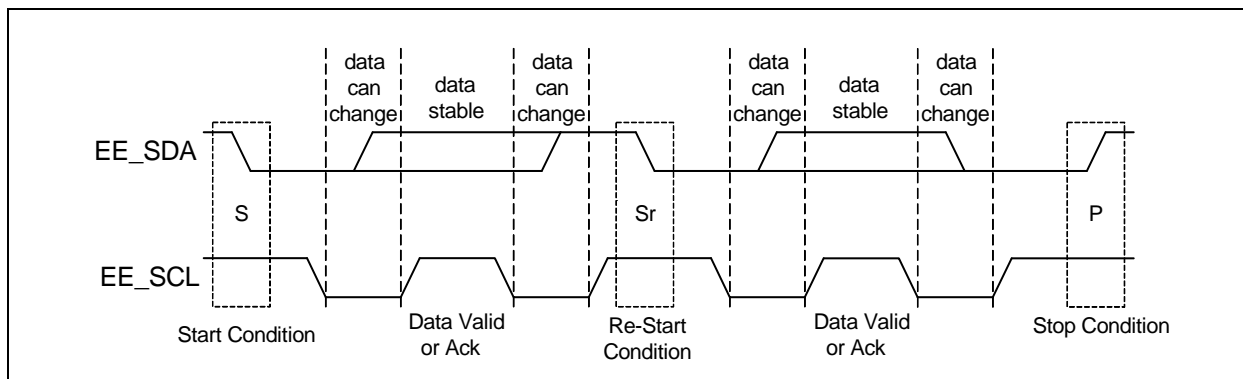 data
can
change
data
stable
data
can
change
data
can
change
data
stable
data
can
change
EE_SDA
S
Sr
P
EE_SCL
Start Condition
Data Valid
or Ack
Re-Start
Condition
Data Valid
or Ack
Stop Condition